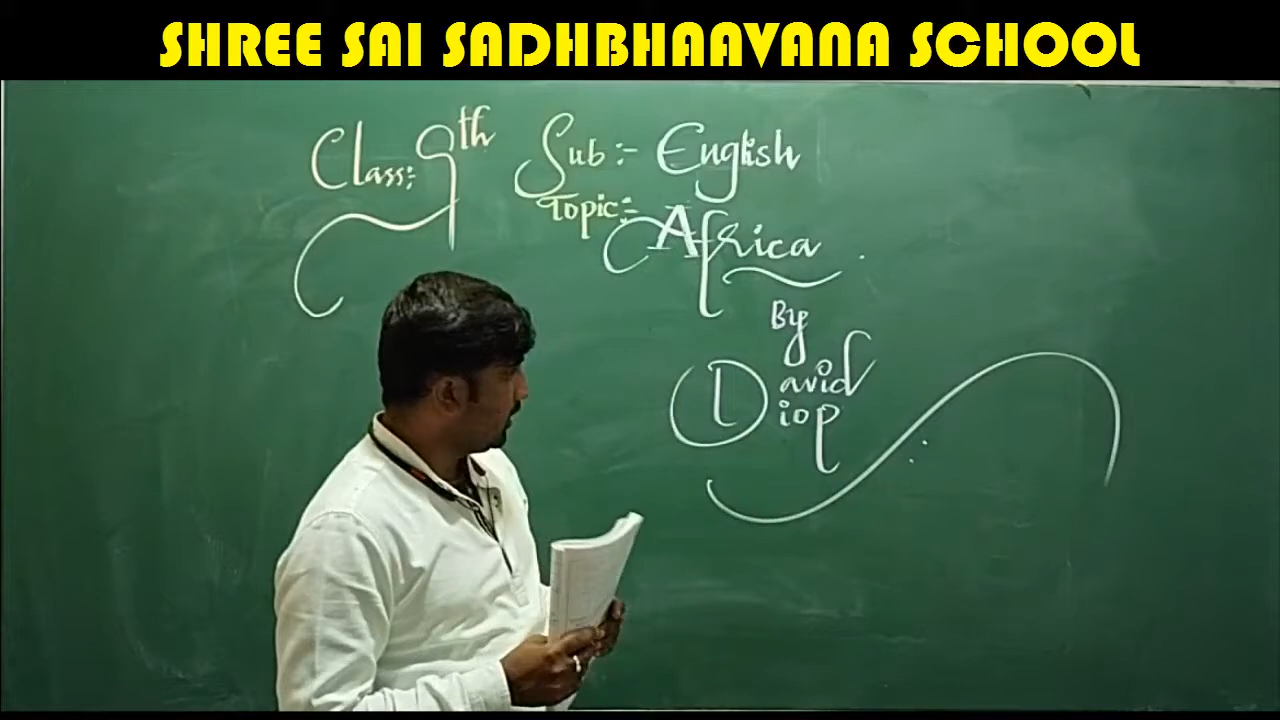 SHREE SAI SADHBHAAVANA SCHOOL
Class:- 9th Sub :- English
Topic:- Africa
By
David
Diop